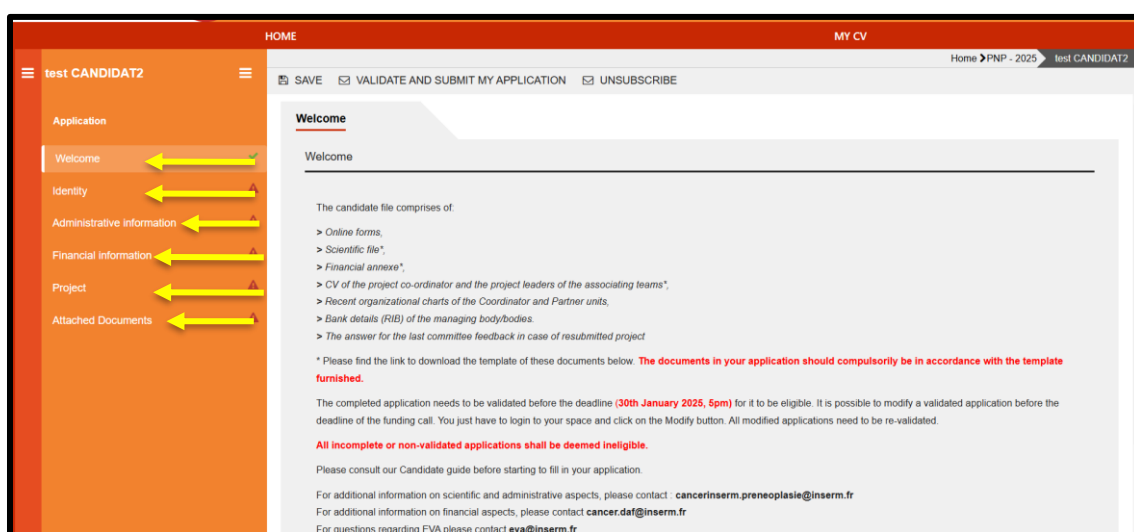 HOME MY CV
Home PNP - 2025 test CANDIDAT2
test CANDIDAT2
SAVE VALIDATE AND SUBMIT MY APPLICATION UNSUBSCRIBE
Application
Welcome
Identity
Administrative information
Financial information
Project
Attached Documents
Welcome
Welcome
The candidate file comprises of:
> Online forms,
> Scientific file*,
> Financial annexe*,
> CV of the project co-ordinator and the project leaders of the associating teams*,
> Recent organizational charts of the Coordinator and Partner units,
> Bank details (RIB) of the managing body/bodies.
> The answer for the last committee feedback in case of resubmitted project
* Please find the link to download the template of these documents below. The documents in your application should compulsorily be in accordance with the template
furnished.
The completed application needs to be validated before the deadline (30th January 2025, 5pm) for it to be eligible. It is possible to modify a validated application before the
deadline of the funding call. You just have to login to your space and click on the Modify button. All modified applications need to be re-validated.
All incomplete or non-validated applications shall be deemed ineligible.
Please consult our Candidate guide before starting to fill in your application.
For additional information on scientific and administrative aspects, please contact : cancerinserm.preneoplasie@inserm.fr
For additional information on financial aspects, please contact cancer.daf@inserm.fr
For questions regarding EVA please contact eva@inserm.fr